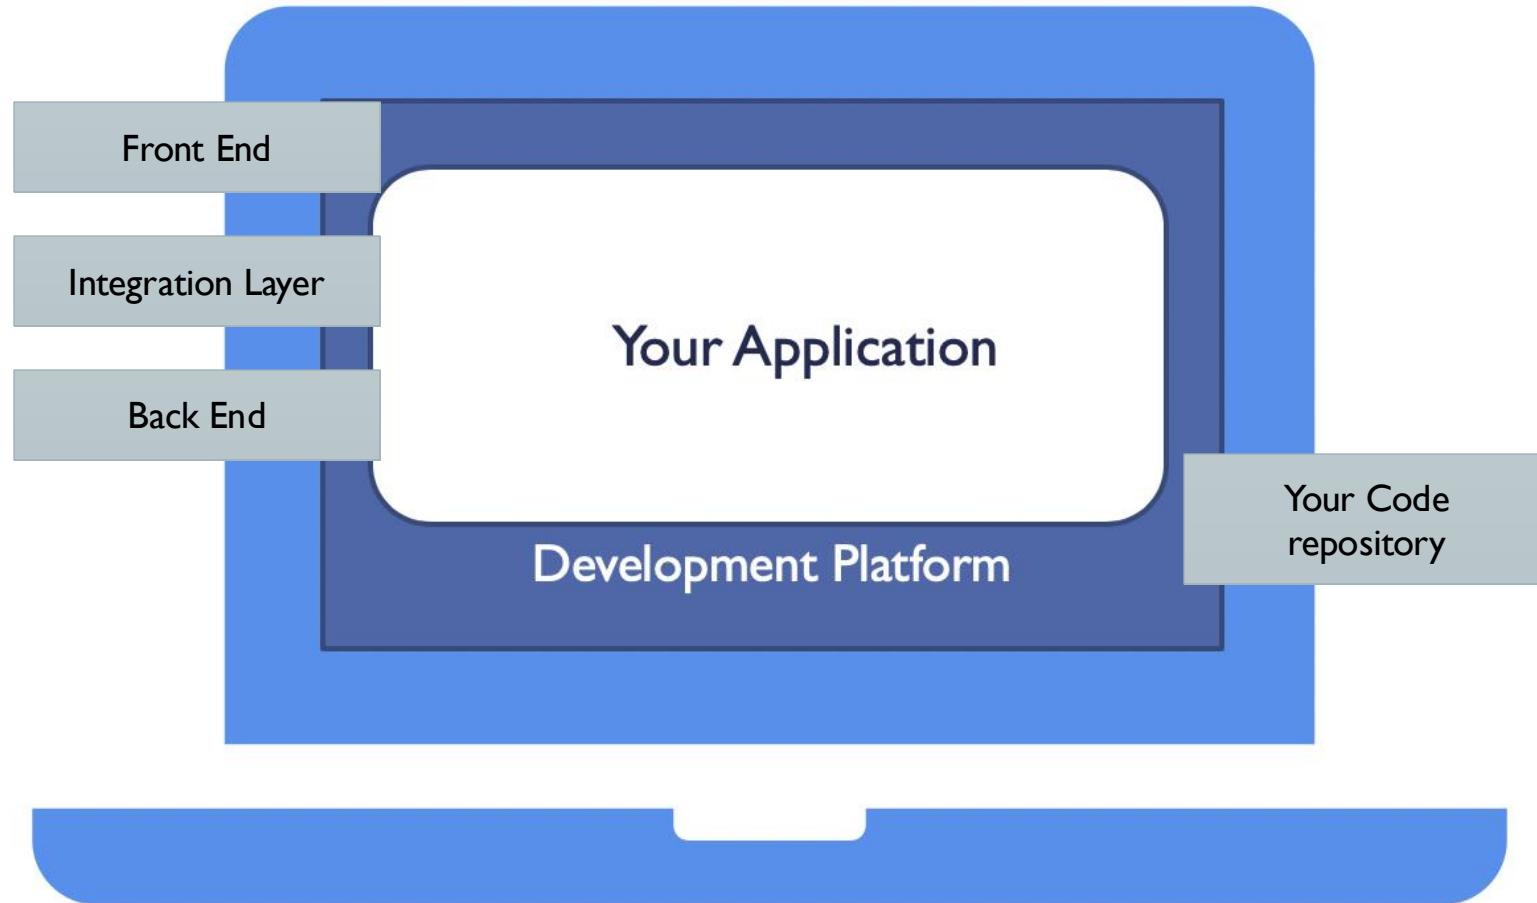 Front End
Integration Layer
Your Application
Back End
Your Code
repository
Development Platform